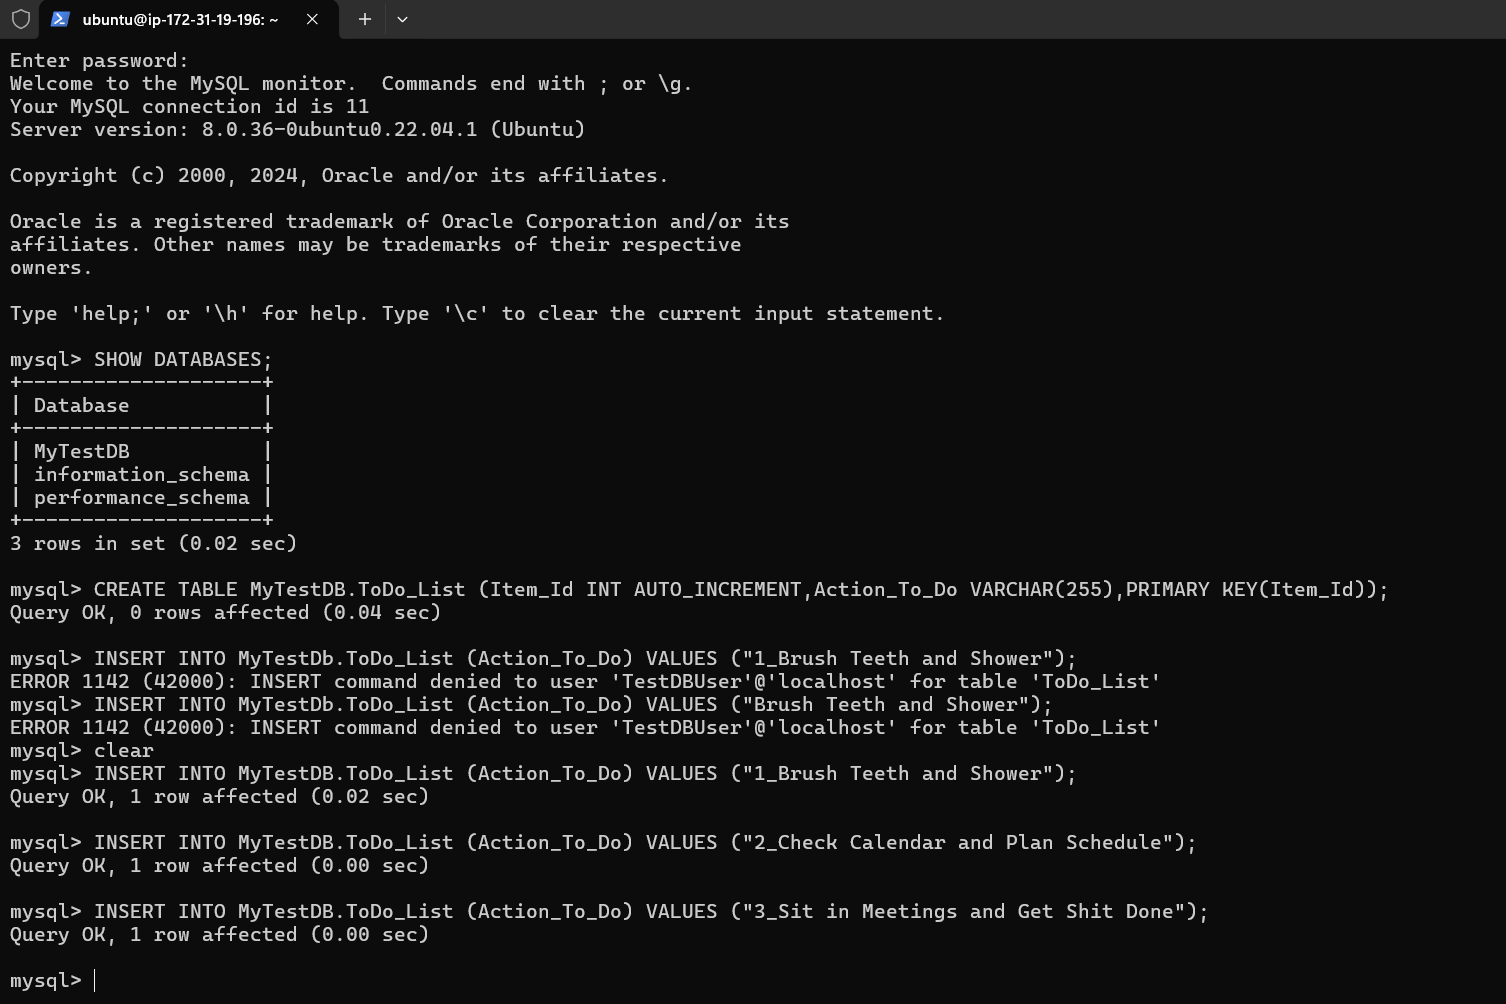 ubuntu@ip-172-31-19-196: ~
Enter password:
Welcome to the MySQL monitor.  Commands end with ; or \g.
Your MySQL connection id is 11
Server version: 8.0.36-0ubuntu0.22.04.1 (Ubuntu)
Copyright (c) 2000, 2024, Oracle and/or its affiliates.
Oracle is a registered trademark of Oracle Corporation and/or its
affiliates. Other names may be trademarks of their respective
owners.
Type 'help;' or '\h' for help. Type '\c' to clear the current input statement.
mysql> SHOW DATABASES;
+--------------------+
| Database           |
+--------------------+
| MyTestDB           |
| information_schema |
| performance_schema |
+--------------------+
3 rows in set (0.02 sec)
mysql> CREATE TABLE MyTestDB.ToDo_List (Item_Id INT AUTO_INCREMENT,Action_To_Do VARCHAR(255),PRIMARY KEY(Item_Id));
Query OK, 0 rows affected (0.04 sec)
mysql> INSERT INTO MyTestDb.ToDo_List (Action_To_Do) VALUES ("1_Brush Teeth and Shower");
ERROR 1142 (42000): INSERT command denied to user 'TestDBUser'@'localhost' for table 'ToDo_List'
mysql> INSERT INTO MyTestDb.ToDo_List (Action_To_Do) VALUES ("Brush Teeth and Shower");
ERROR 1142 (42000): INSERT command denied to user 'TestDBUser'@'localhost' for table 'ToDo_List'
mysql> clear
mysql> INSERT INTO MyTestDB.ToDo_List (Action_To_Do) VALUES ("1_Brush Teeth and Shower");
Query OK, 1 row affected (0.02 sec)
mysql> INSERT INTO MyTestDB.ToDo_List (Action_To_Do) VALUES ("2_Check Calendar and Plan Schedule");
Query OK, 1 row affected (0.00 sec)
mysql> INSERT INTO MyTestDB.ToDo_List (Action_To_Do) VALUES ("3_Sit in Meetings and Get Shit Done");
Query OK, 1 row affected (0.00 sec)
mysql>